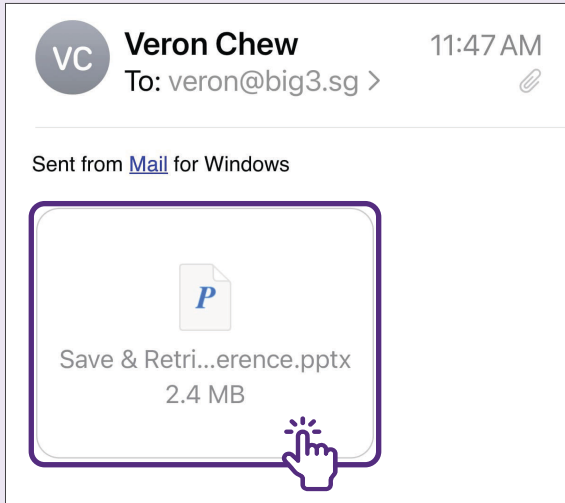 VC
Veron Chew
11:47 AM
To: veron@big3.sg >
Sent from Mail for Windows
P
Save & Retri...erence.pptx
2.4 MB